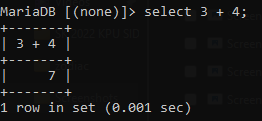 MariaDB [(none)]> select 3 + 4;
+-------+
| 3 + 4 |
+-------+
|     7 |
+-------+
1 row in set (0.001 sec)